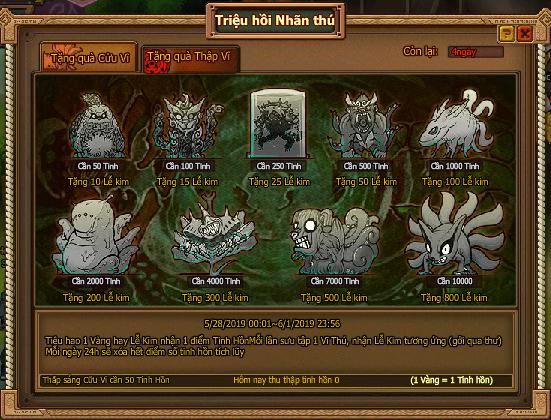 Triệu hồi Nhãn thú
Tặng quà Cửu Vĩ
Tặng quà Thập Vĩ
Còn lại:
4ngày
Cần 50 Tinh
Cần 100 Tinh
Cần 250 Tinh
Cần 500 Tinh
Cần 1000 Tinh
Tặng 10 Lễ kim
Tặng 15 Lễ kim
Tặng 25 Lễ kim
Tặng 50 Lễ kim
Tặng 100 Lễ kim
Cần 2000 Tinh
Cần 4000 Tinh
Cần 7000 Tinh
Cần 10000
Tặng 200 Lễ kim
Tặng 300 Lễ kim
Tặng 500 Lễ kim
Tặng 800 Lễ kim
5/28/2019 00:01~6/1/2019 23:56
Tiêu hao 1 Vàng hay Lễ Kim nhận 1 điểm Tinh HồnMỗi lần sưu tập 1 Vĩ Thú, nhận Lễ Kim tương ứng (gởi qua thư)
Mỗi ngày 24h sẽ xóa hết điểm số tinh hồn tích lũy
Thắp sáng Cửu Vĩ cần 50 Tinh Hồn
Hôm nay thu thập tinh hồn 0
(1 Vàng = 1 Tinh hồn)